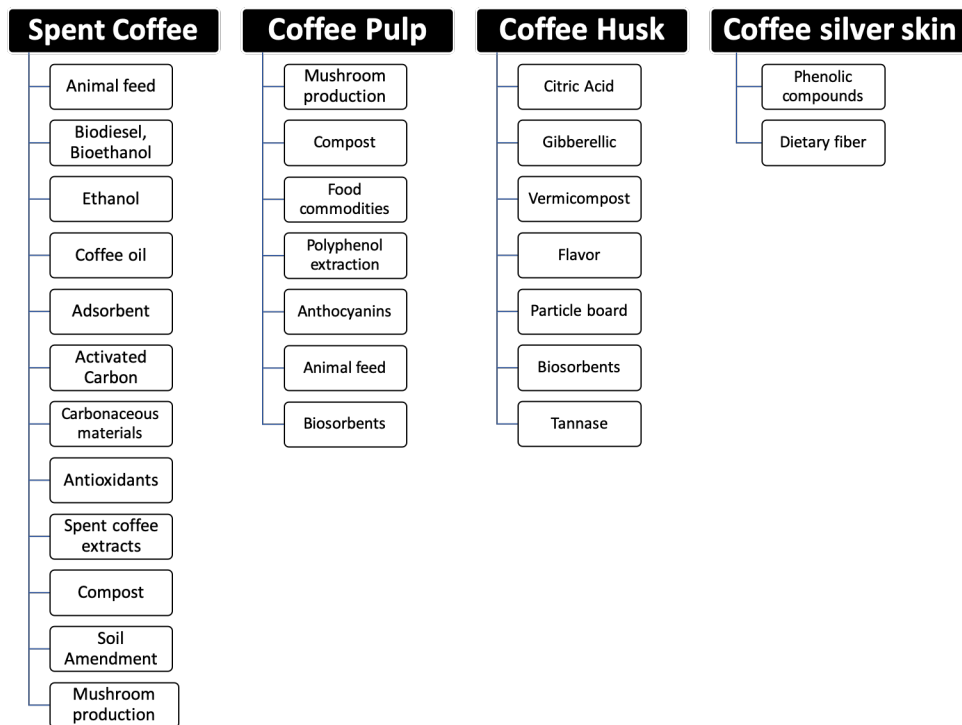 Spent Coffee
Animal feed
Biodiesel,
Bioethanol
Ethanol
Coffee oil
Adsorbent
Activated
Carbon
Carbonaceous
materials
Antioxidants
Spent coffee
extracts
Compost
Soil
Amendment
Mushroom
production
Coffee Pulp
Mushroom
production
Compost
Food
commodities
Polyphenol
extraction
Anthocyanins
Animal feed
Biosorbents
Coffee Husk
Citric Acid
Gibberellic
Vermicompost
Flavor
Particle board
Biosorbents
Tannase
Coffee silver skin
Phenolic
compounds
Dietary fiber